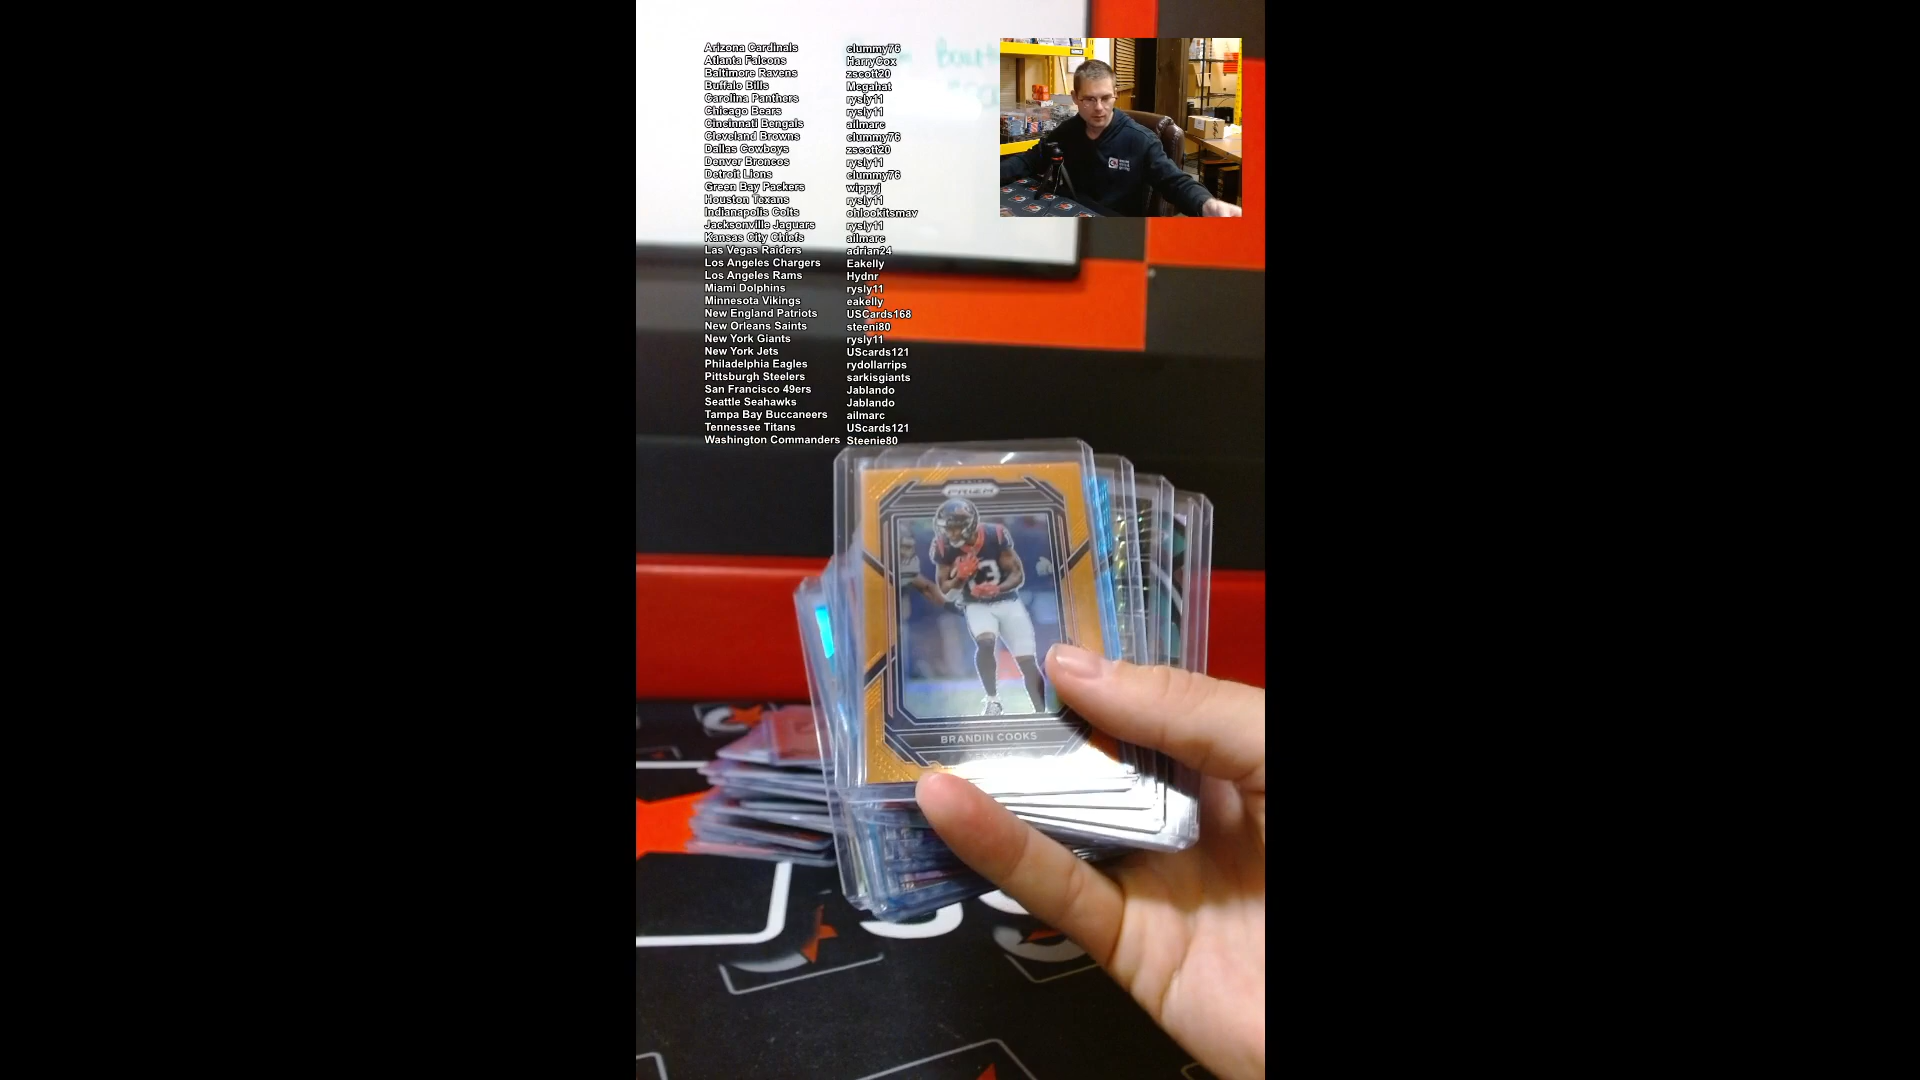 Arizona Cardinals clummy76
Atlanta Falcons HarryCox
Baltimore Ravens zscott20
Buffalo Bills Mcgahat
Carolina Panthers rysly11
Chicago Bears rysly11
Cincinnati Bengals ailmarc
Cleveland Browns clummy76
Dallas Cowboys zscott20
Denver Broncos rysly11
Detroit Lions clummy76
Green Bay Packers wippyj
Houston Texans rysly11
Indianapolis Colts ohlookitsmav
Jacksonville Jaguars rysly11
Kansas City Chiefs ailmarc
Las Vegas Raiders adrian24
Los Angeles Chargers Eakelly
Los Angeles Rams Hydnr
Miami Dolphins rysly11
Minnesota Vikings eakelly
New England Patriots USCards168
New Orleans Saints steeni80
New York Giants rysly11
New York Jets UScards121
Philadelphia Eagles rydollarrips
Pittsburgh Steelers sarkisgiants
San Francisco 49ers Jablando
Seattle Seahawks Jablando
Tampa Bay Buccaneers ailmarc
Tennessee Titans UScards121
Washington Commanders Steenie80
PRIZM
BRANDIN COOKS